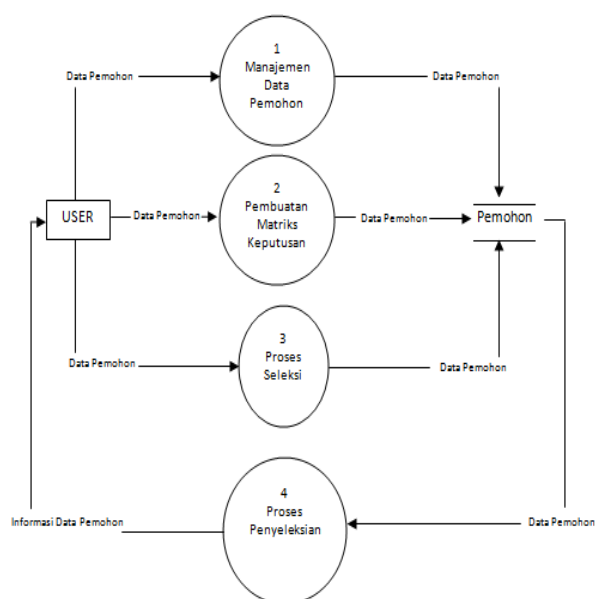 1
Manajemen
Data
Pemohon
Data Pemohon
Data Pemohon
2
Pembuatan
Matriks
Keputusan
USER
Data Pemohon
Data Pemohon
Pemohon
3
Proses
Seleksi
Data Pemohon
Data Pemohon
4
Proses
Penyeleksian
Informasi Data Pemohon
Data Pemohon